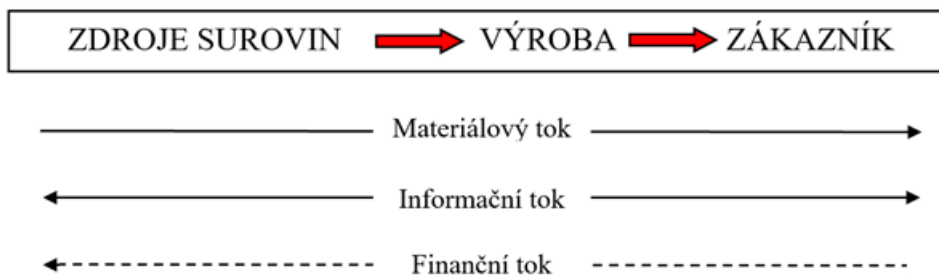 ZDROJE SUROVIN VÝROBA ZÁKAZNÍK
Materiálový tok
Informační tok
Finanční tok